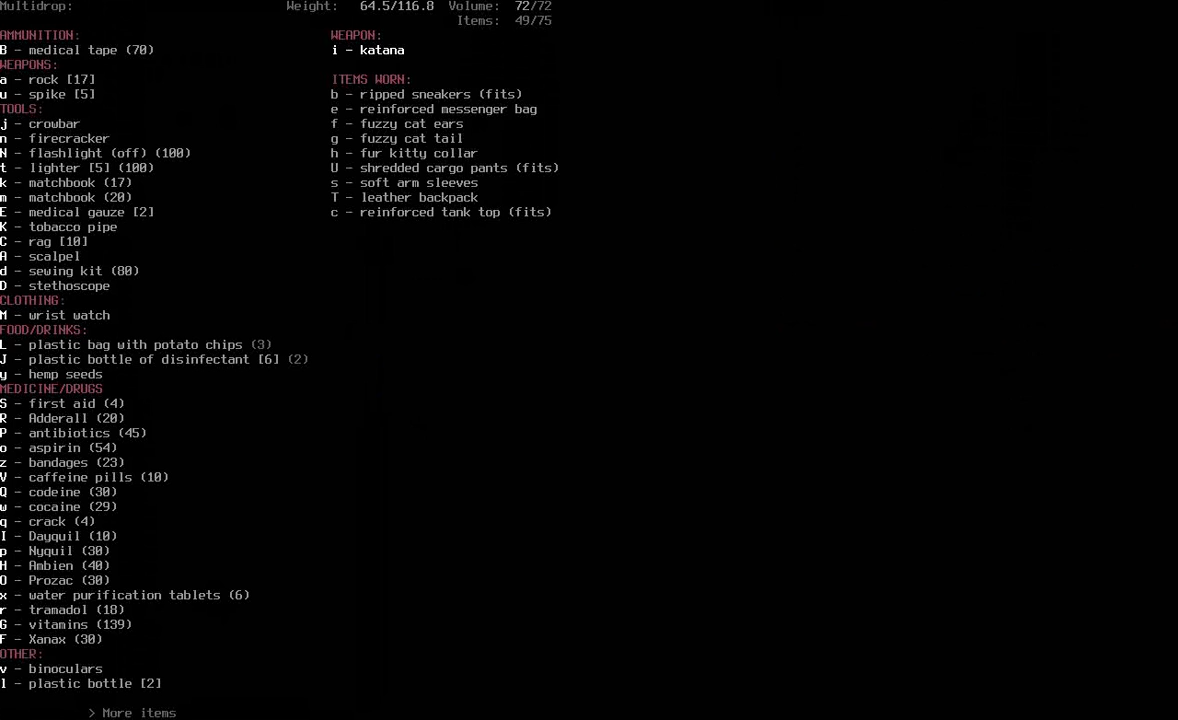 Multidrop: Weight: 64.5/116.8 Volume: 72/72
Items: 49/75
AMMUNITION:
B - medical tape (70)
WEAPONS:
a - rock [17]
u - spike [5]
TOOLS:
j - crowbar
n - firecracker
N - flashlight (off) (100)
t - lighter [5] (100)
k - matchbook (17)
m - matchbook (20)
E - medical gauze [2]
K - tobacco pipe
C - rag [10]
A - scalpel
d - sewing kit (80)
D - stethoscope
CLOTHING:
M - wrist watch
FOOD/DRINKS:
L - plastic bag with potato chips (3)
J - plastic bottle of disinfectant [6] (2)
y - hemp seeds
MEDICINE/DRUGS
S - first aid (4)
R - Adderall (20)
P - antibiotics (45)
o - aspirin (54)
z - bandages (23)
V - caffeine pills (10)
Q - codeine (30)
w - cocaine (29)
q - crack (4)
I - Dayquil (10)
p - Nyquil (30)
H - Ambien (40)
O - Prozac (30)
x - water purification tablets (6)
r - tramadol (18)
G - vitamins (139)
F - Xanax (30)
OTHER:
v - binoculars
l - plastic bottle [2]
> More items
WEAPON:
i - katana
ITEMS WORN:
b - ripped sneakers (fits)
e - reinforced messenger bag
f - fuzzy cat ears
g - fuzzy cat tail
h - fur kitty collar
U - shredded cargo pants (fits)
s - soft arm sleeves
T - leather backpack
c - reinforced tank top (fits)